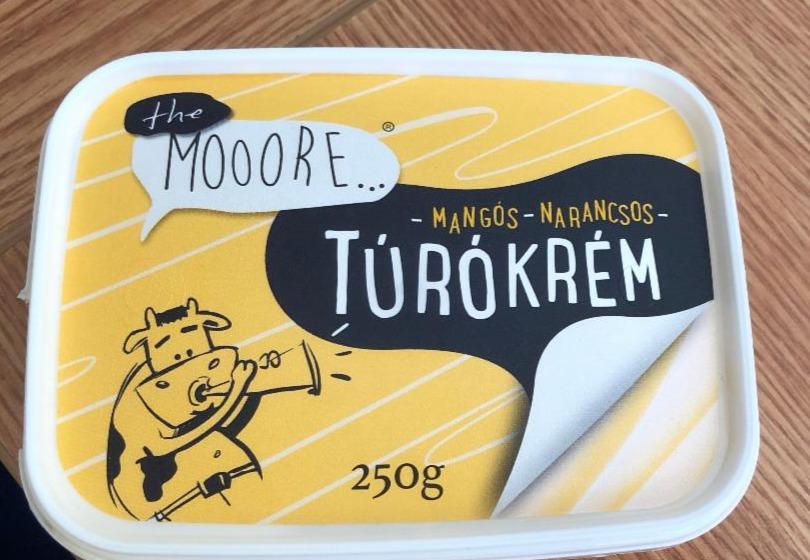 the
MOOORE...®
- MANGÓS - NARANCSOS -
TÚRÓKRÉM
250g